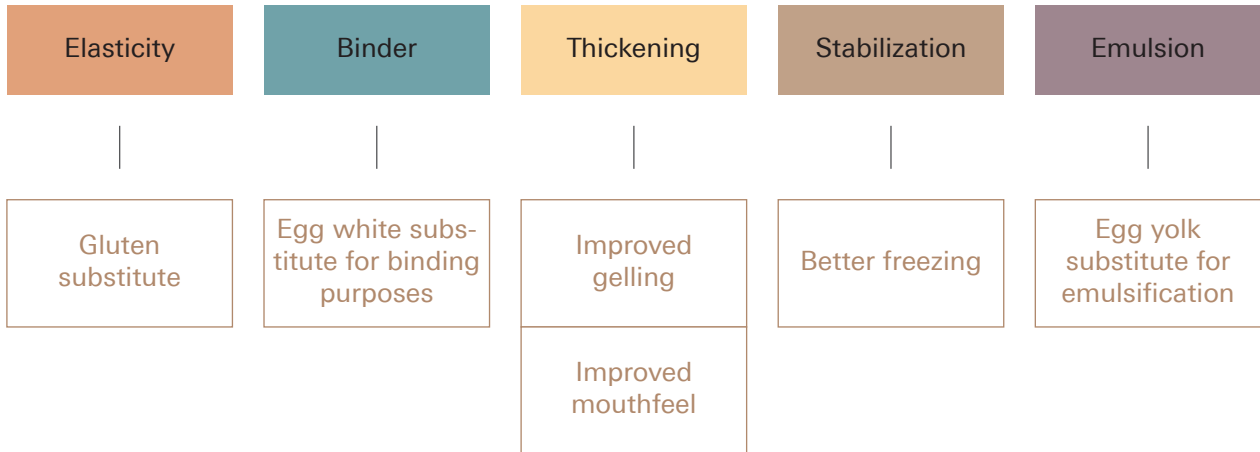 Elasticity
Binder
Thickening
Stabilization
Emulsion
Gluten
substitute
Egg white subs-
titute for binding
purposes
Improved
gelling
Better freezing
Egg yolk
substitute for
emulsification
Improved
mouthfeel